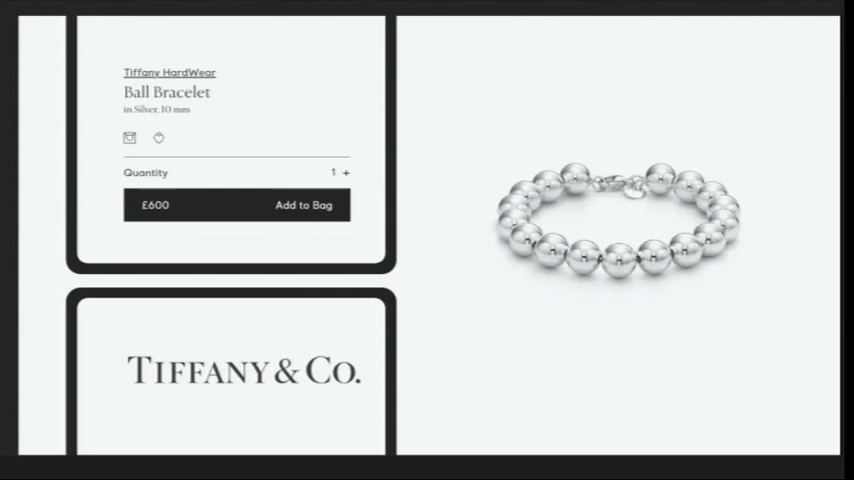 Tiffany HardWear
Ball Bracelet
in Silver, 10 mm
Quantity 1 +
£600 Add to Bag
TIFFANY & CO.